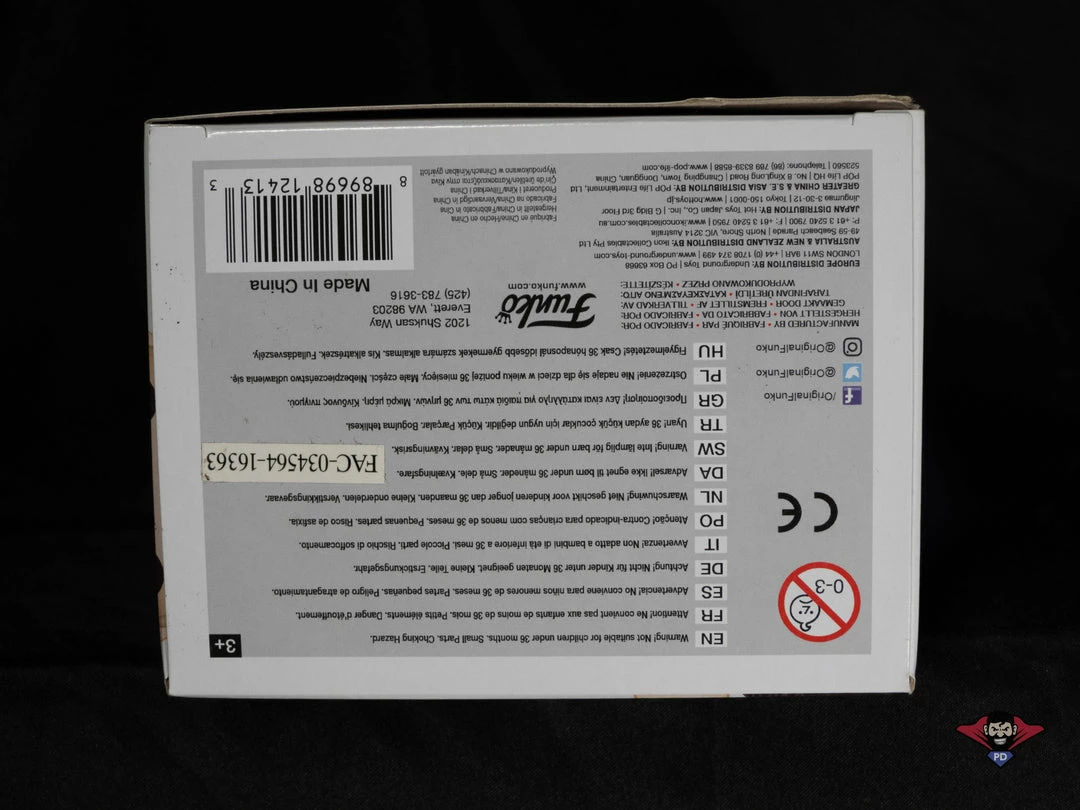 EN Warning! Not suitable for children under 36 months. Small Parts. Choking Hazard.
FR Attention! Ne convient pas aux enfants de moins de 36 mois. Petits éléments. Danger d'étouffement.
ES Advertencia! No conviene para niños menores de 36 meses. Partes pequeñas. Peligro de atragantamiento.
DE Achtung! Nicht für Kinder unter 36 Monaten geeignet. Kleine Teile. Erstickungsgefahr.
IT Avvertenza! Non adatto a bambini di età inferiore a 36 mesi. Piccole parti. Rischio di soffocamento.
PO Atenção! Contra-indicado para crianças com menos de 36 meses. Pequenas partes. Risco de asfixia.
NL Waarschuwing! Niet geschikt voor kinderen jonger dan 36 maanden. Kleine onderdelen. Verstikkingsgevaar.
DA Advarsel! Ikke egnet til børn under 36 måneder. Små dele. Kvælningsfare.
SW Varning! Inte lämplig för barn under 36 månader. Små delar. Kvävningsrisk.
TR Uyarı! 36 aydan küçük çocuklar için uygun değildir. Küçük Parçalar. Boğulma tehlikesi.
GR Προειδοποίηση! Δεν είναι κατάλληλη για παιδιά κάτω των 36 μηνών. Μικρά μέρη. Κίνδυνος πνιγμού.
PL Ostrzeżenie! Nie nadaje się dla dzieci w wieku poniżej 36 miesięcy. Małe części. Niebezpieczeństwo udławienia się.
HU Figyelmeztetés! Csak 36 hónaposnál idősebb gyermekek számára alkalmas. Kis alkatrészek. Fulladásveszély.
3+
0-3
CE
FAC-034564-16363
/OriginalFunko
@OriginalFunko
@OriginalFunko
MANUFACTURED BY • FABRIQUÉ PAR • FABRICADO POR:
HERGESTELLT VON • FABBRICATO DA • FABRICADO POR:
GEMAAKT DOOR • FREMSTILLET AF • TILLVERKAD AV:
TARAFINDAN ÜRETİLDİ • ΚΑΤΑΣΚΕΥΑΣΜΕΝΟ ΑΠΟ:
WYPRODUKOWANO PRZEZ • KÉSZÍTETTE:
Funko
www.funko.com
1202 Shuksan Way
Everett, WA 98203
(425) 783-3616
Made In China
EUROPE DISTRIBUTION BY: Underground Toys | PO Box 63668
LONDON SW11 9AR | +44 (0) 1708 374 499 | www.underground-toys.com
AUSTRALIA & NEW ZEALAND DISTRIBUTION BY: Ikon Collectables Pty Ltd
49-59 Seabeach Parade | North Shore, VIC 3214 Australia
P: +61 3 5240 7900 | F: +61 3 5240 7950 | www.ikoncollectables.com.au
JAPAN DISTRIBUTION BY: Hot Toys Japan Co., Inc. | G Bldg 3rd Floor
Jingumae 3-30-12 | Tokyo 150-0001 | www.hottoys.jp
GREATER CHINA & S.E. ASIA DISTRIBUTION BY: POP Life Entertainment, Ltd
POP Life HQ | No. 8 King Ling Road | Changping Town, Dongguan, China
523560 | Telephone: (86) 769 8339-8588 | www.pop-life.com
Fabriqué en Chine/Hecho en China
Hergestellt in China/Fabbricato in China
Fabricado na China/Vervaardigd in China
Produceret i Kina/Tillverkad i China
Wyprodukowano w Chinach/Kínában gyártott
8 89698 12413 3
PD